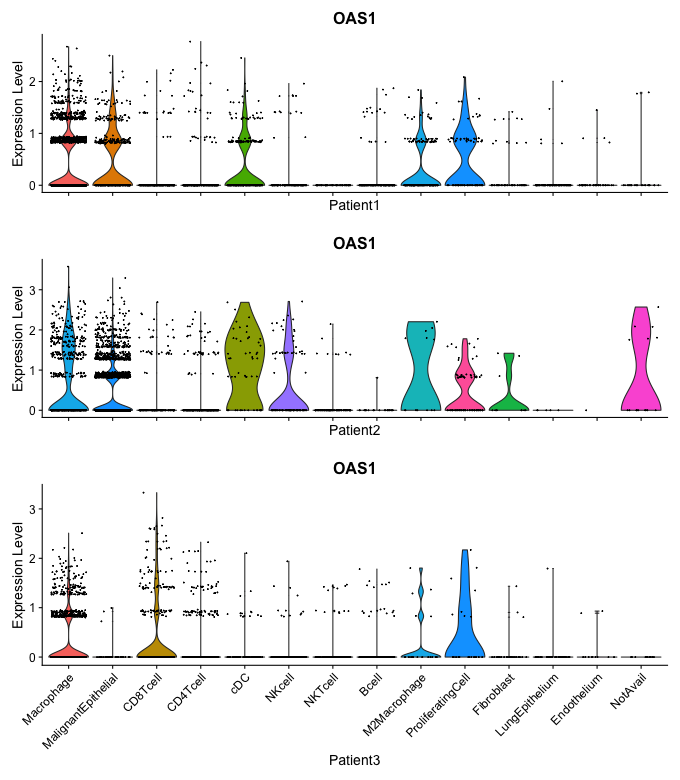 OAS1
Expression Level
2
1
0
Patient1
OAS1
Expression Level
3
2
1
0
Patient2
OAS1
Expression Level
3
2
1
0
Macrophage
MalignantEpithelial
CD8Tcell
CD4Tcell
cDC
NKcell
NKTcell
Bcell
M2Macrophage
ProliferatingCell
Fibroblast
LungEpithelium
Endothelium
NotAvail
Patient3